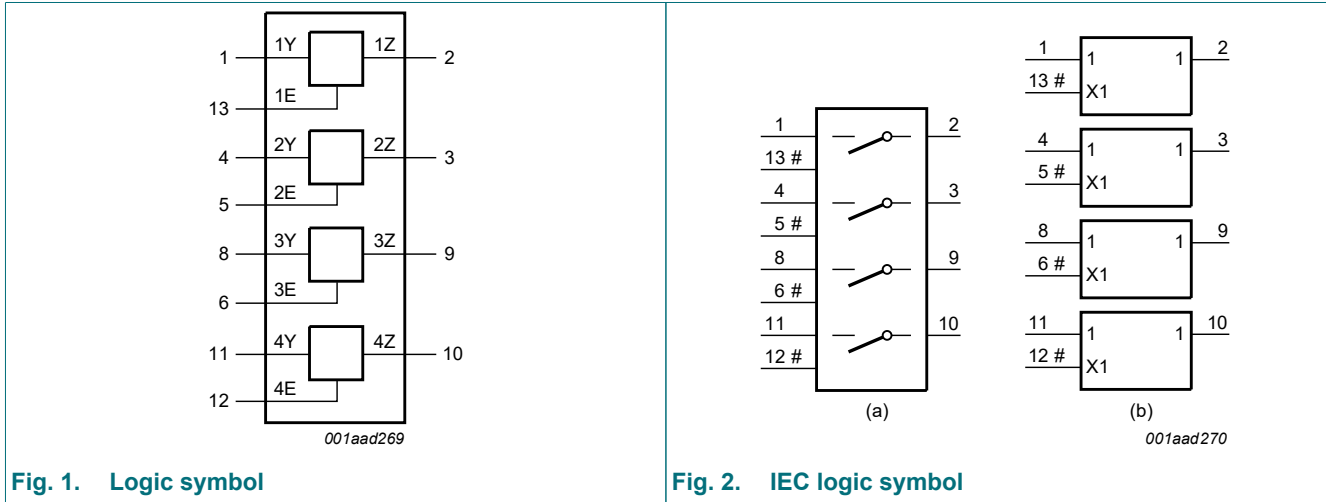 1Y 1Z
1 2
1E
13
2Y 2Z
4 3
2E
5
3Y 3Z
8 9
3E
6
4Y 4Z
11 10
4E
12
001aad269
Fig. 1. Logic symbol
1 2
13 #
4 3
5 #
8 9
6 #
11 10
12 #
(a)
1 2
1 1
13 #
X1
4 3
1 1
5 #
X1
8 9
1 1
6 #
X1
11 10
1 1
12 #
X1
(b)
001aad270
Fig. 2. IEC logic symbol